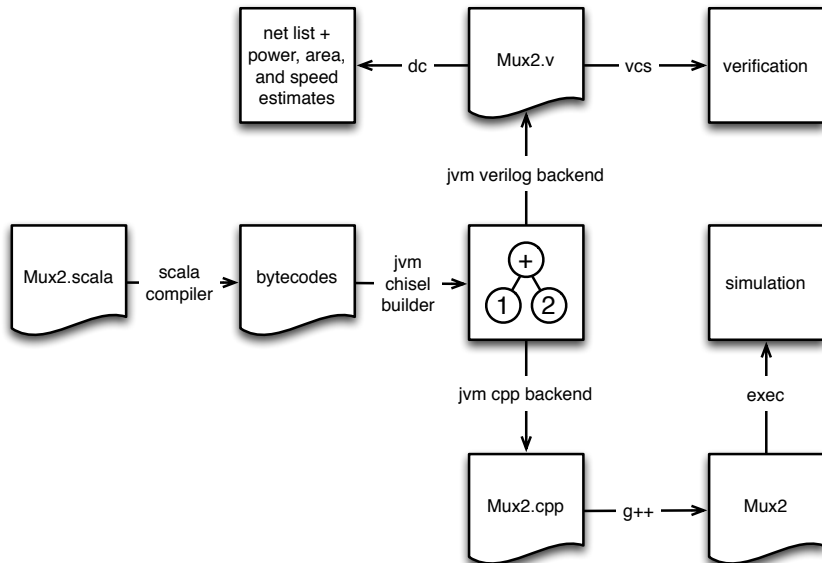 net list +
power, area,
and speed
estimates
dc
Mux2.v
vcs
verification
jvm verilog backend
Mux2.scala
scala
compiler
bytecodes
jvm
chisel
builder
+
1
2
simulation
jvm cpp backend
exec
Mux2.cpp
g++
Mux2